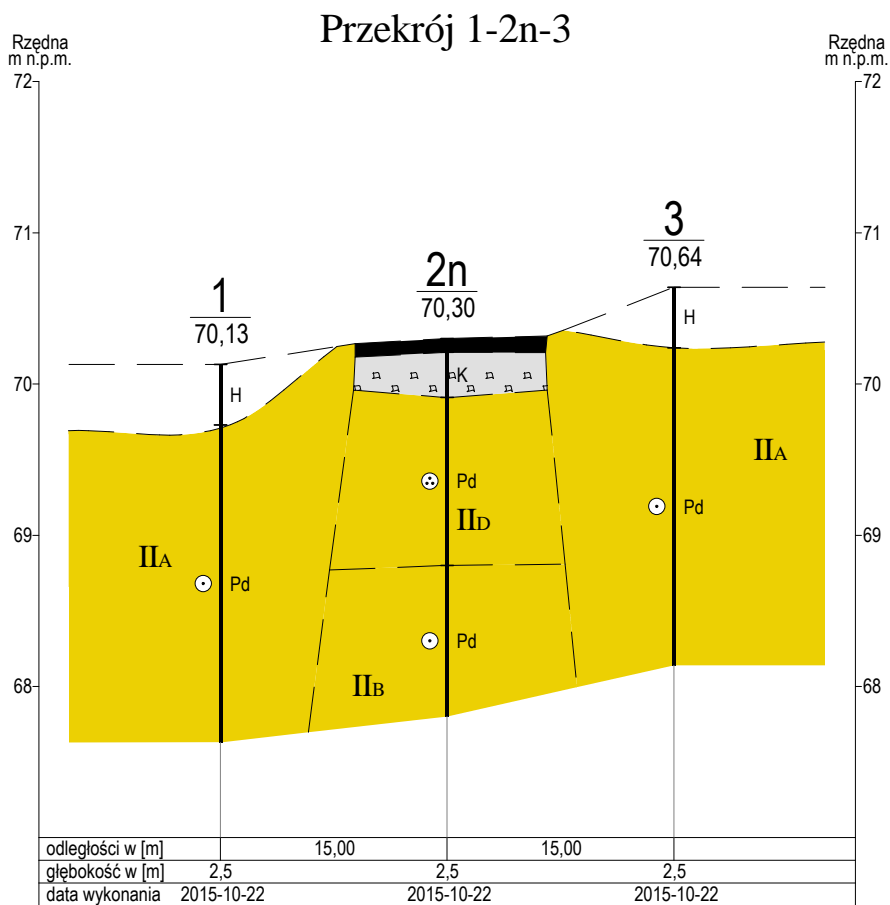 Przekrój 1-2n-3
Rzędna
m n.p.m.
Rzędna
m n.p.m.
72
72
71
71
3
70,64
2n
70,30
1
70,13
H
70
70
K
H
IIA
Pd
Pd
IID
69
69
IIA
Pd
Pd
IIB
68
68
odległości w [m] 15,00 15,00
głębokość w [m] 2,5 2,5 2,5
data wykonania 2015-10-22 2015-10-22 2015-10-22